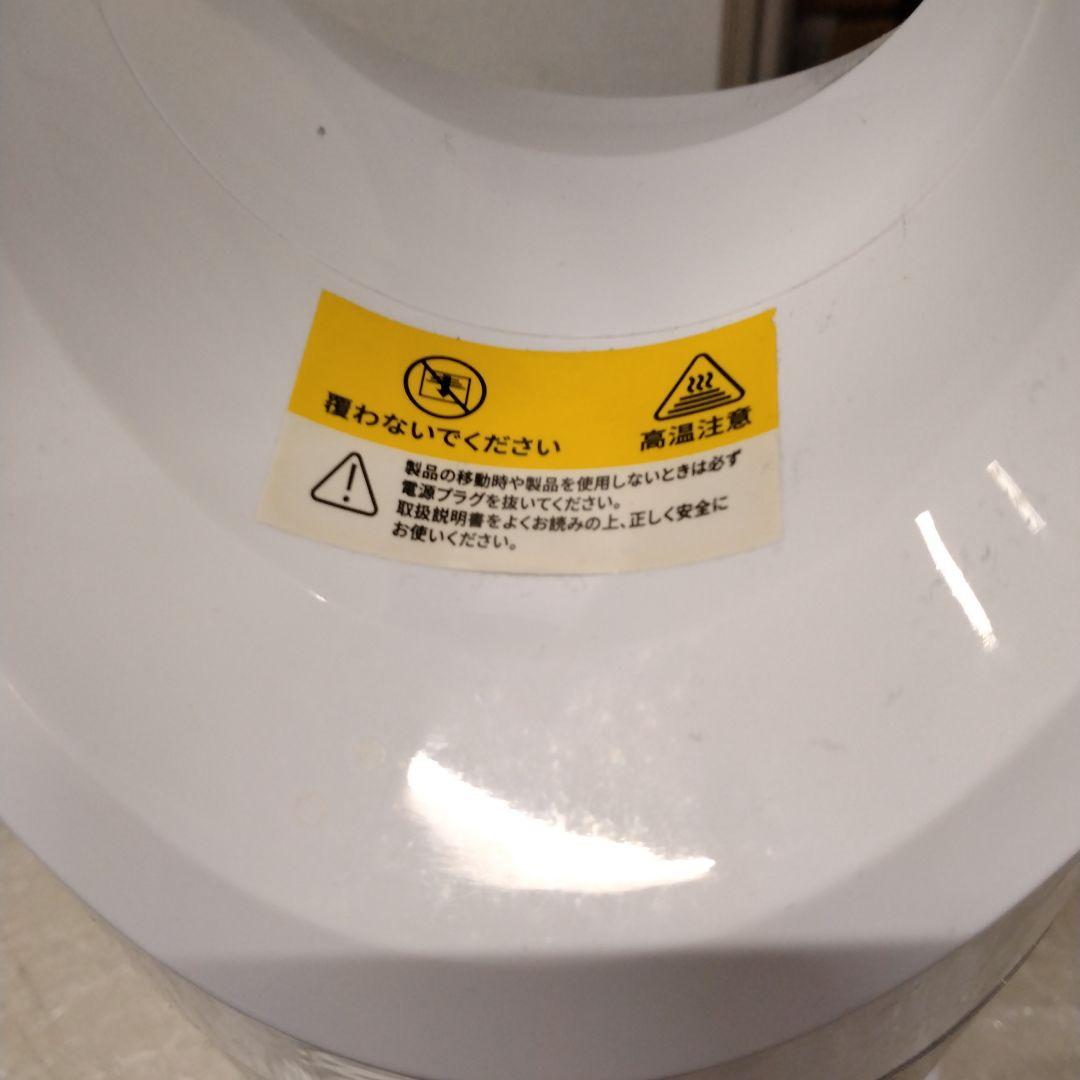 覆わないでください
高温注意
製品の移動時や製品を使用しないときは必ず
電源プラグを抜いてください。
取扱説明書をよくお読みの上、正しく安全に
お使いください。